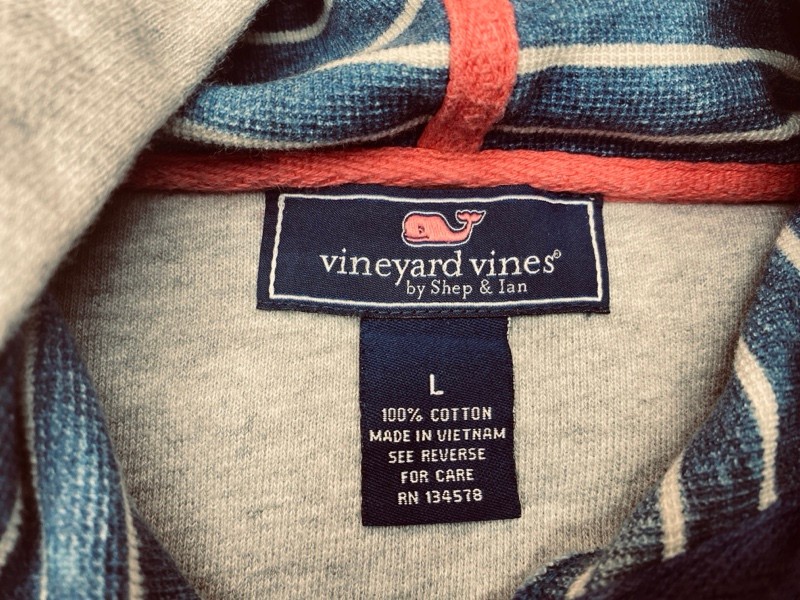 vineyard vines®
by Shep & Ian
L
100% COTTON
MADE IN VIETNAM
SEE REVERSE
FOR CARE
RN 134578